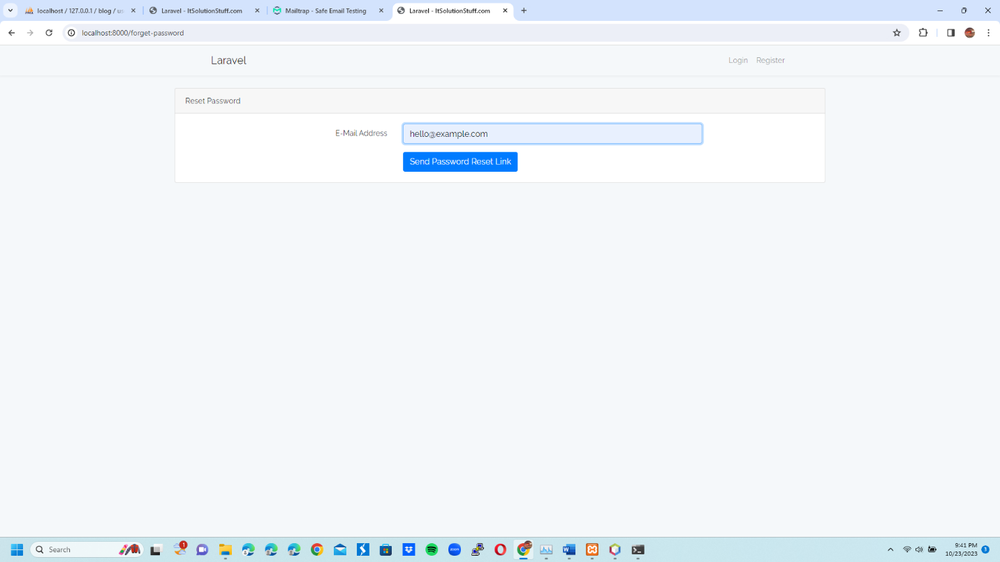 localhost / 127.0.0.1 / blog / us
Laravel - ItSolutionStuff.com
Mailtrap - Safe Email Testing
Laravel - ItSolutionStuff.com
localhost:8000/forget-password
Laravel
Login
Register
Reset Password
E-Mail Address
hello@example.com
Send Password Reset Link
Search
1
zoom
W
9:41 PM
10/23/2023
3